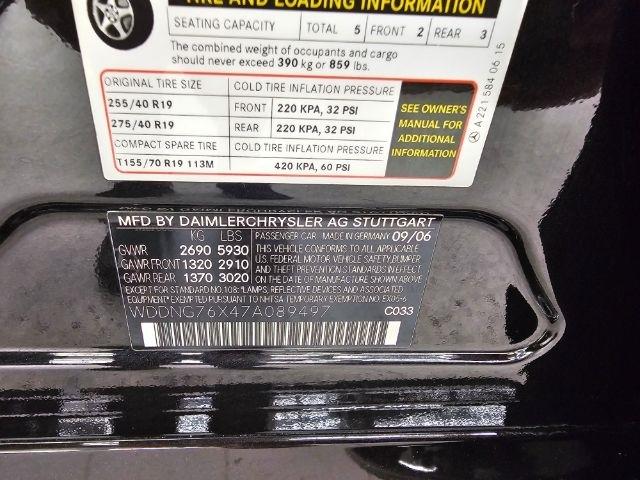 TIRE AND LOADING INFORMATION
SEATING CAPACITY TOTAL 5 FRONT 2 REAR 3
The combined weight of occupants and cargo
should never exceed 390 kg or 859 lbs.
ORIGINAL TIRE SIZE COLD TIRE INFLATION PRESSURE
255/40 R19 FRONT 220 KPA, 32 PSI
275/40 R19 REAR 220 KPA, 32 PSI
COMPACT SPARE TIRE COLD TIRE INFLATION PRESSURE
T155/70 R19 113M 420 KPA, 60 PSI
SEE OWNER'S
MANUAL FOR
ADDITIONAL
INFORMATION
A 221 584 06 15
MFD BY DAIMLERCHRYSLER AG STUTTGART
KG LBS PASSENGER CAR MADE IN GERMANY 09/06
GVWR 2690 5930 THIS VEHICLE CONFORMS TO ALL APPLICABLE
GAWR FRONT 1320 2910 U.S. FEDERAL MOTOR VEHICLE SAFETY, BUMPER
GAWR REAR 1370 3020 AND THEFT PREVENTION STANDARDS IN EFFECT
ON THE DATE OF MANUFACTURE SHOWN ABOVE
EXCEPT FOR STANDARD NO. 108: "LAMPS, REFLECTIVE DEVICES AND ASSOCIATED
EQUIPMENT" EXEMPTED PURSUANT TO NHTSA TEMPORARY EXEMPTION NO. EX05-6
WDDNG76X47A089497 C033